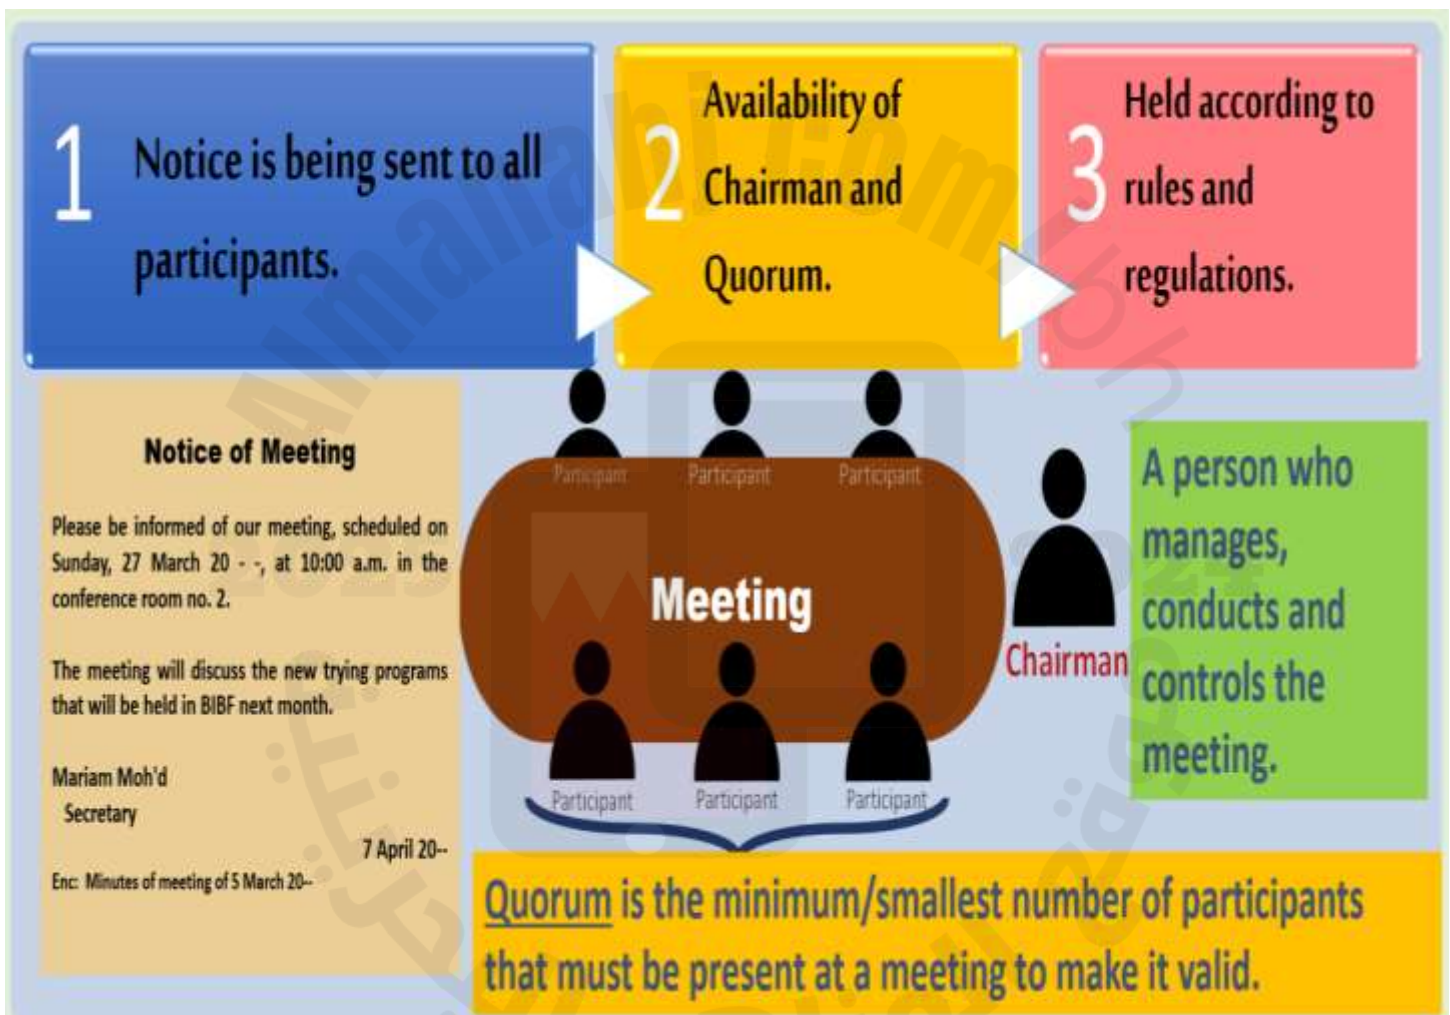 1
Notice is being sent to all
participants.
2
Availability of
Chairman and
Quorum.
3
Held according to
rules and
regulations.
Notice of Meeting
Please be informed of our meeting, scheduled on
Sunday, 27 March 20 - -, at 10:00 a.m. in the
conference room no. 2.
The meeting will discuss the new trying programs
that will be held in BIBF next month.
Mariam Moh'd
Secretary
7 April 20--
Enc: Minutes of meeting of 5 March 20--
Participant
Participant
Participant
Meeting
Participant
Participant
Participant
Chairman
A person who
manages,
conducts and
controls the
meeting.
Quorum is the minimum/smallest number of participants
that must be present at a meeting to make it valid.